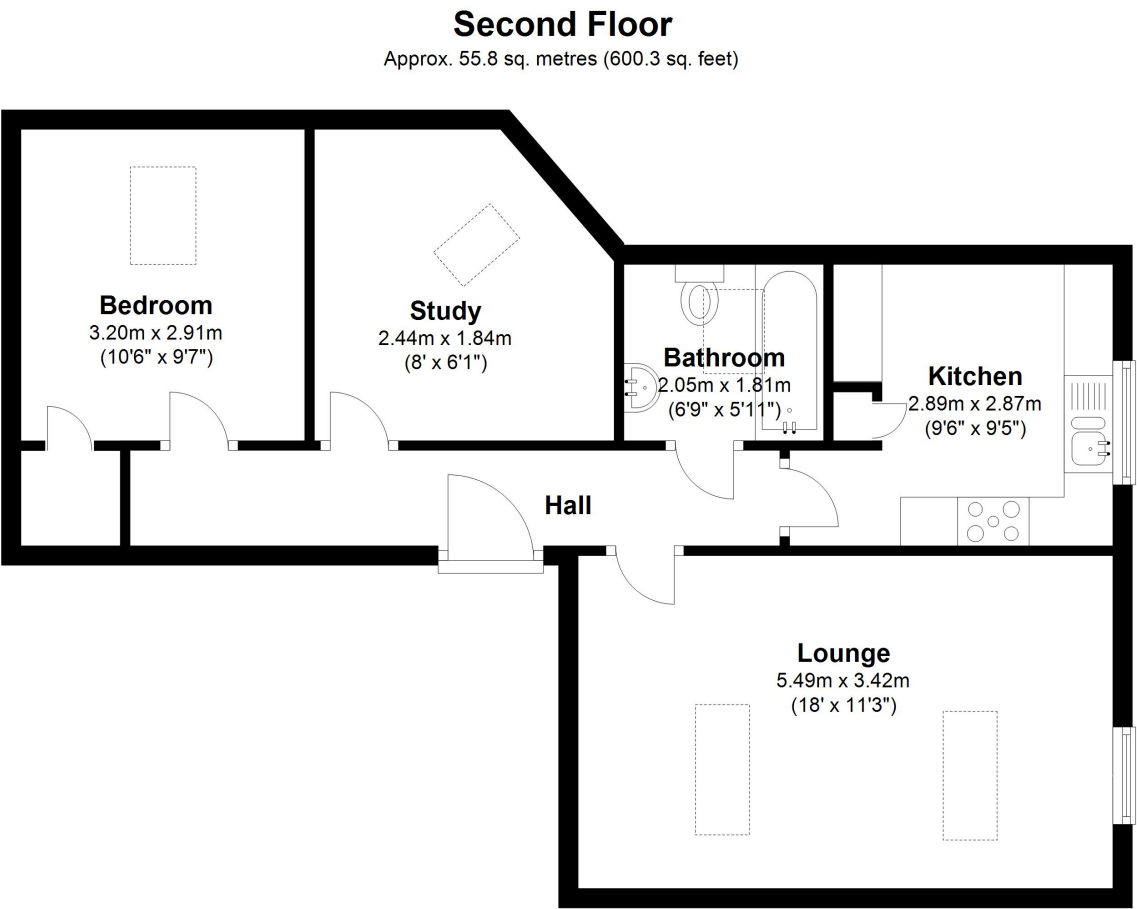 Second Floor
Approx. 55.8 sq. metres (600.3 sq. feet)
Bedroom
3.20m x 2.91m
(10'6" x 9'7")
Study
2.44m x 1.84m
(8' x 6'1")
Bathroom
2.05m x 1.81m
(6'9" x 5'11")
Kitchen
2.89m x 2.87m
(9'6" x 9'5")
Hall
Lounge
5.49m x 3.42m
(18' x 11'3")